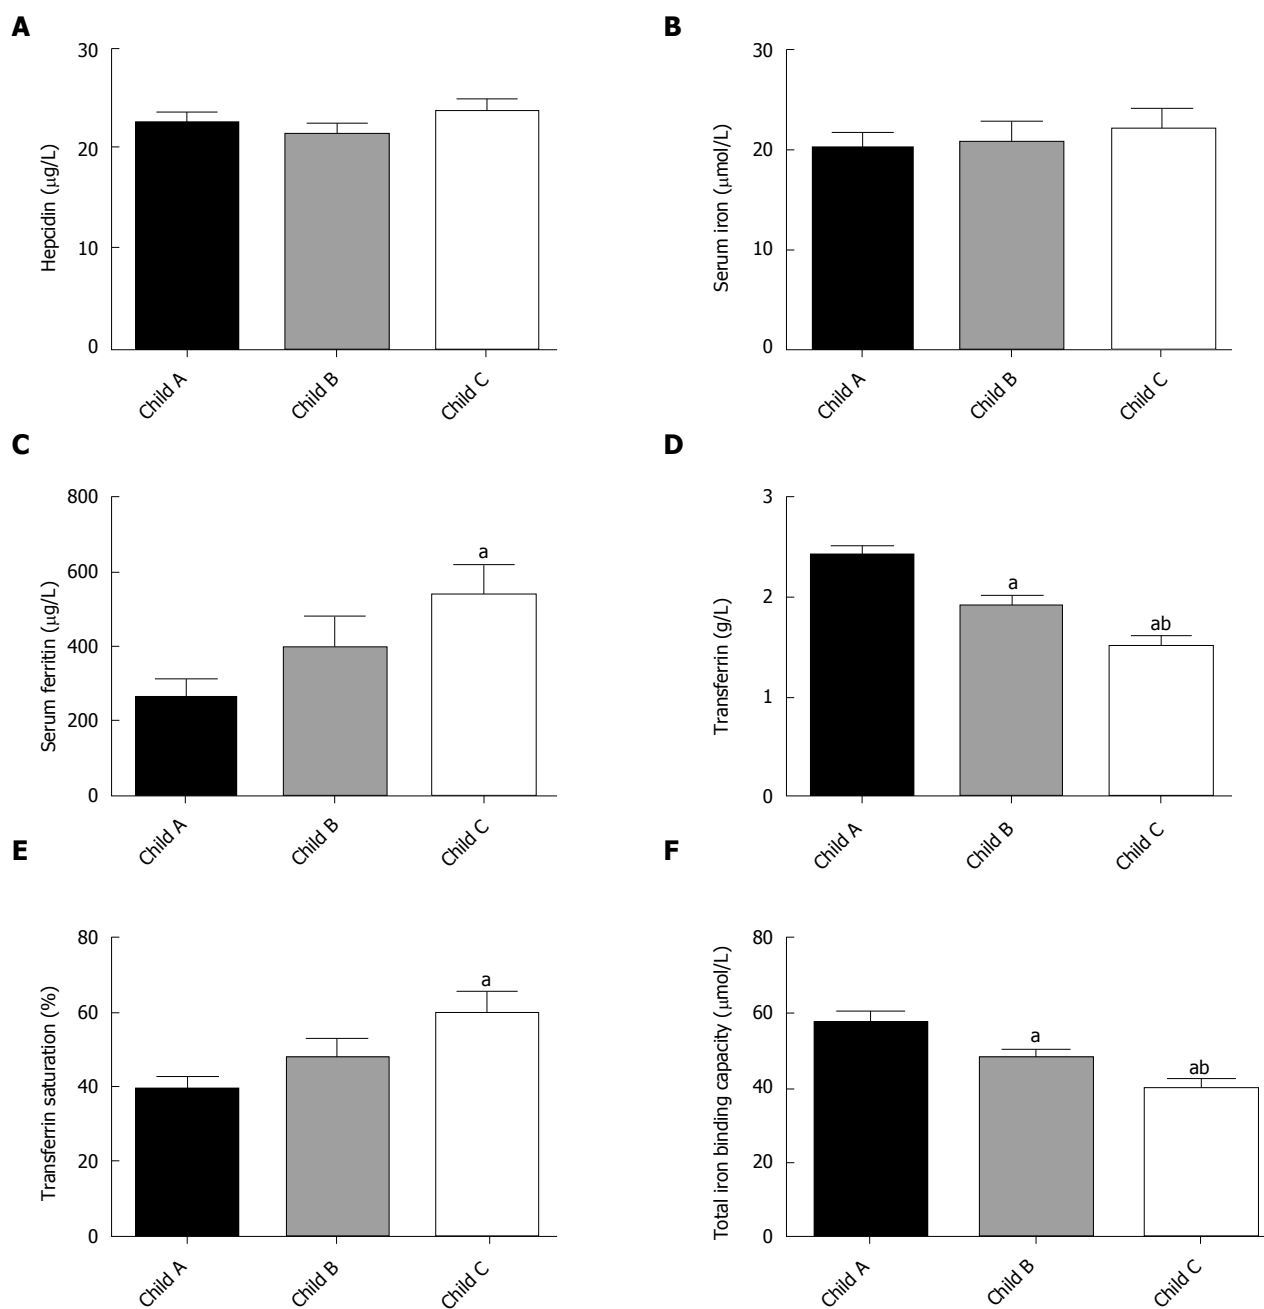 A
30
20
10
0
Hepcidin (μg/L)
Child A
Child B
Child C
B
30
20
10
0
Serum iron (μmol/L)
Child A
Child B
Child C
C
800
600
400
200
0
Serum ferritin (μg/L)
a
Child A
Child B
Child C
D
3
2
1
0
Transferrin (g/L)
a
ab
Child A
Child B
Child C
E
80
60
40
20
0
Transferrin saturation (%)
a
Child A
Child B
Child C
F
80
60
40
20
0
Total iron binding capacity (μmol/L)
a
ab
Child A
Child B
Child C